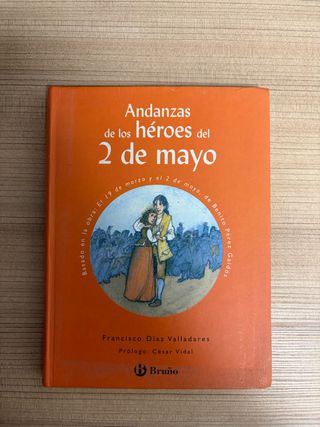 Andanzas
de los héroes del
2 de mayo
Basado en la obra: El 19 de marzo y el 2 de mayo, de Benito Pérez Galdós
Francisco Díaz Valladares
Prólogo: César Vidal
Bruño